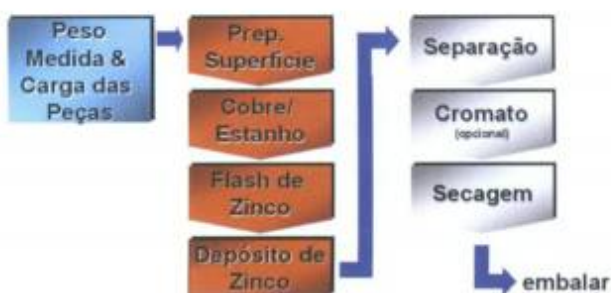 Peso
Medida &
Carga das
Peças
Prep.
Superficie
Cobre/
Estanho
Flash de
Zinco
Depósito de
Zinco
Separação
Cromato
(opcional)
Secagem
embalar